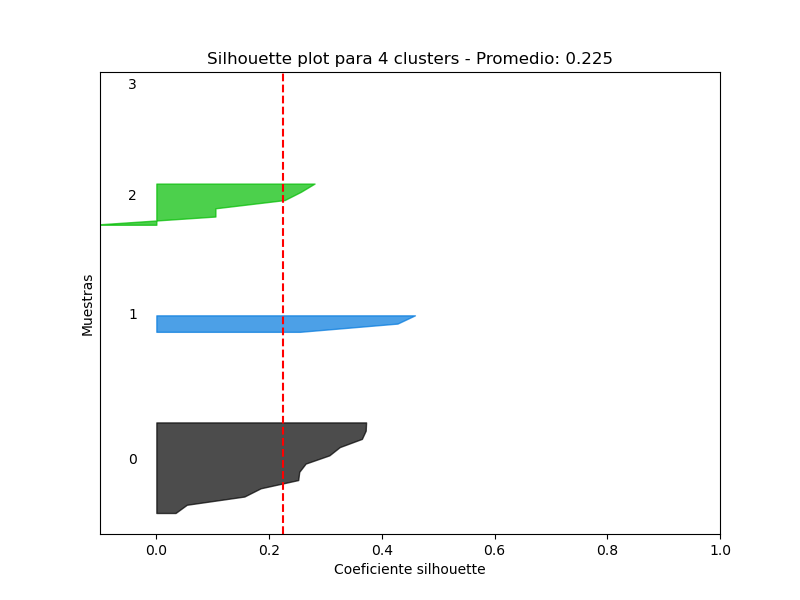 Silhouette plot para 4 clusters - Promedio: 0.225
3
2
1
0
Muestras
0.0 0.2 0.4 0.6 0.8 1.0
Coeficiente silhouette